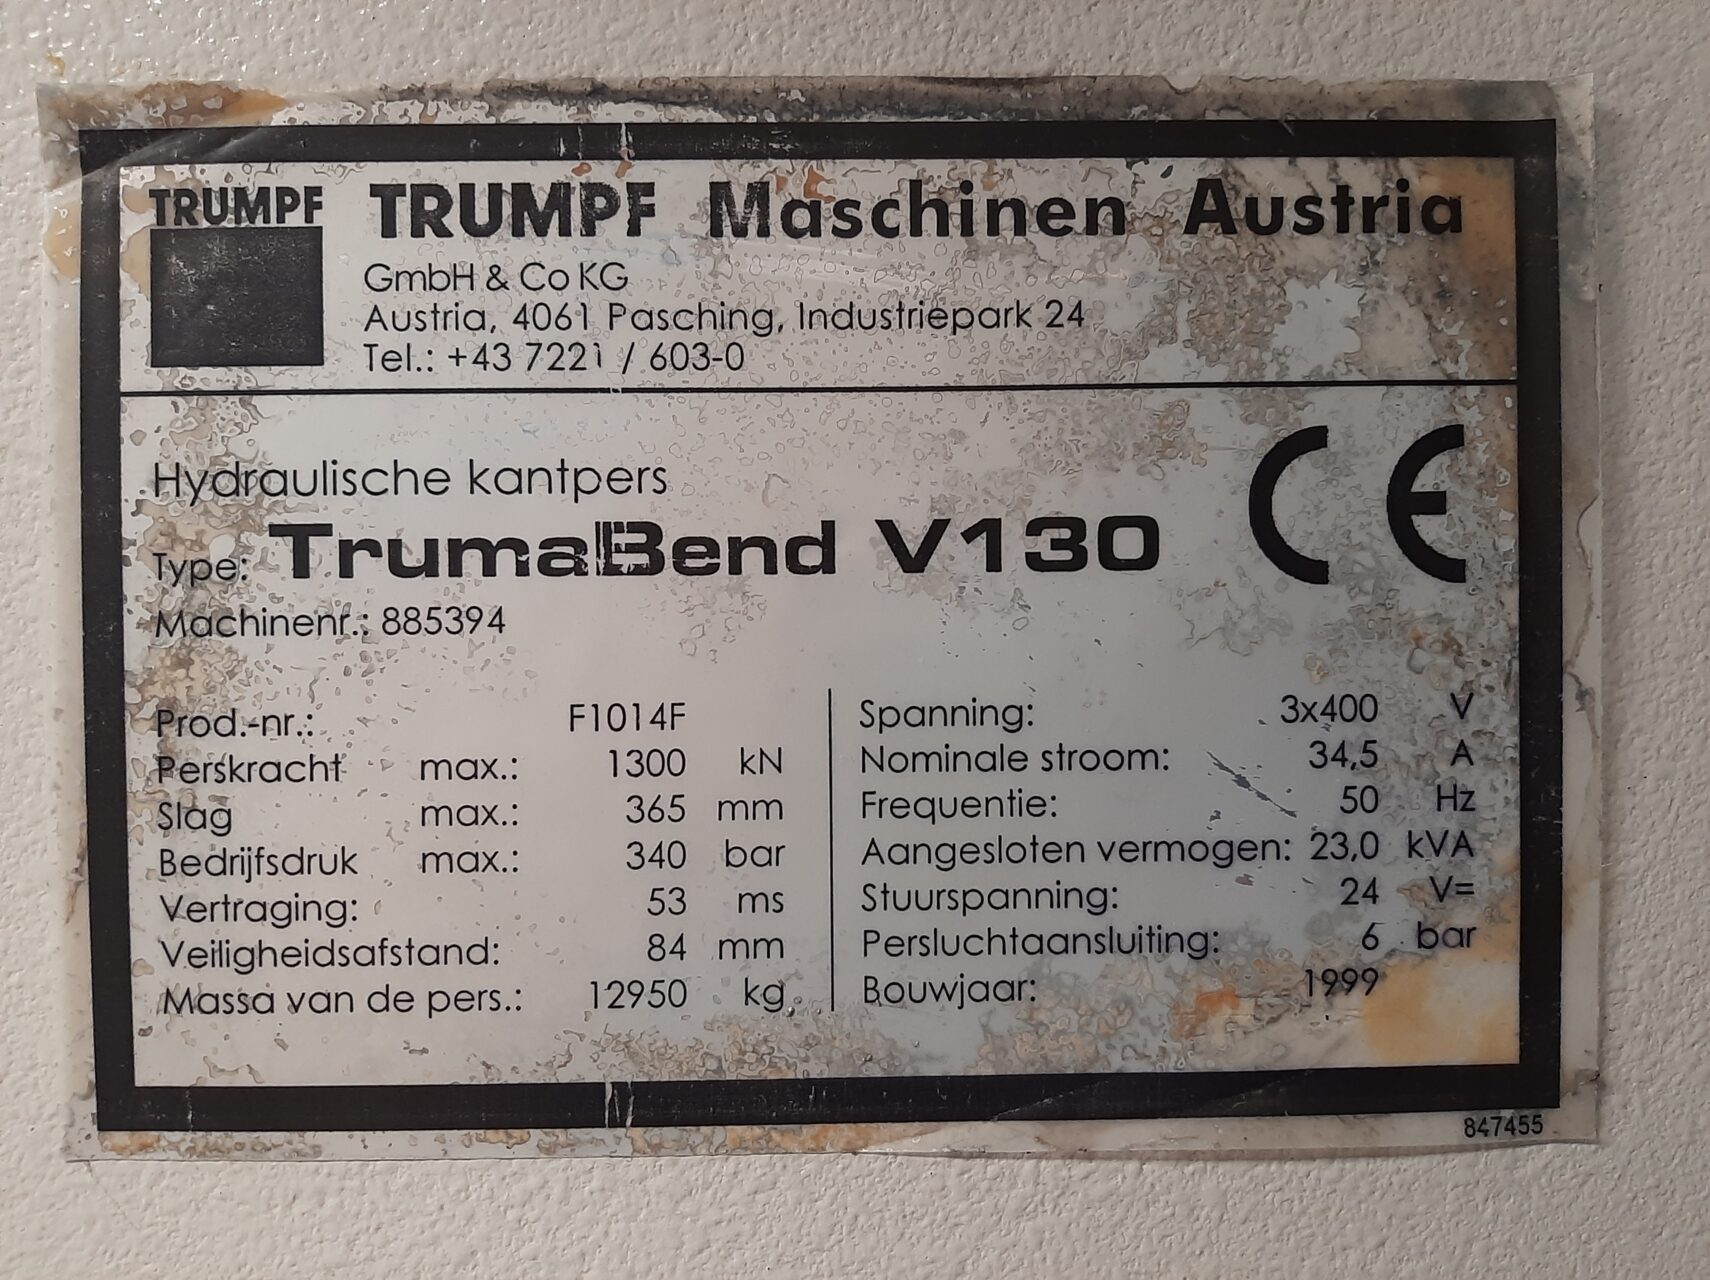 TRUMPF
TRUMPF Maschinen Austria
GmbH & Co KG
Austria, 4061 Pasching, Industriepark 24
Tel.: +43 7221 / 603-0
Hydraulische kantpers
Type: TrumaBend V130
CE
Machinenr.: 885394
Prod.-nr.: F1014F
Perskracht max.: 1300 kN
Slag max.: 365 mm
Bedrijfsdruk max.: 340 bar
Vertraging: 53 ms
Veiligheidsafstand: 84 mm
Massa van de pers.: 12950 kg
Spanning: 3x400 V
Nominale stroom: 34,5 A
Frequentie: 50 Hz
Aangesloten vermogen: 23,0 kVA
Stuurspanning: 24 V=
Persluchtaansluiting: 6 bar
Bouwjaar: 1999
847455